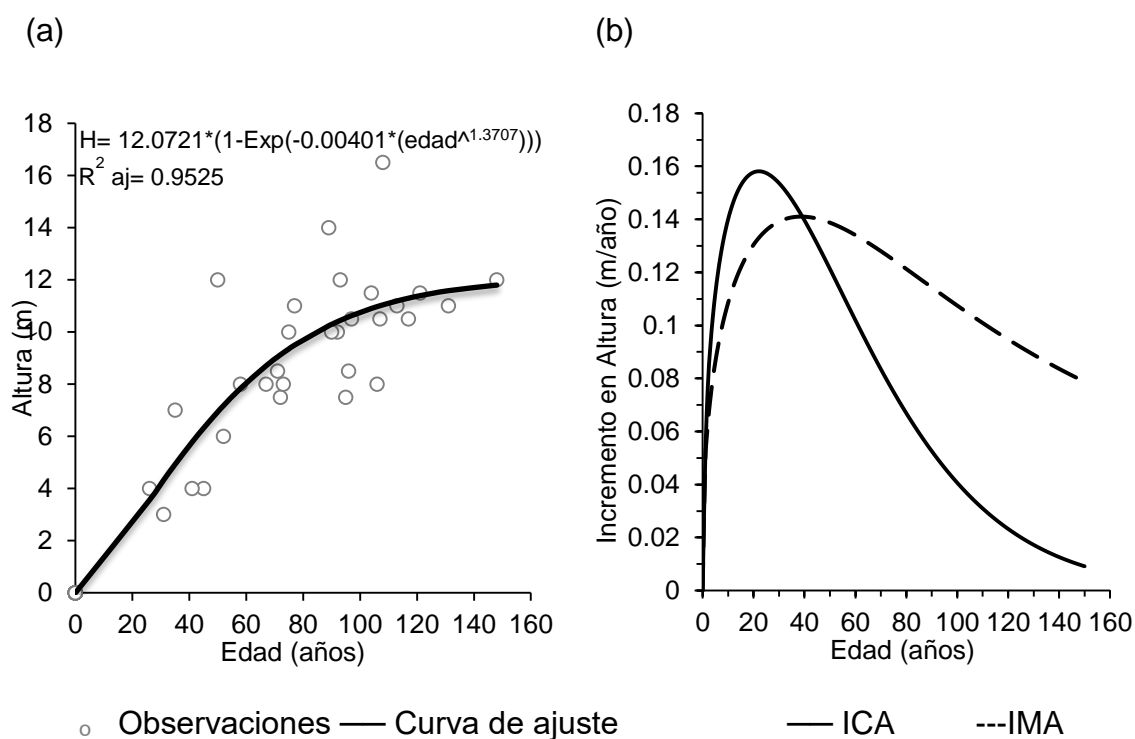 (a)
H= 12.0721*(1-Exp(-0.00401*(edad^1.3707)))
R2 aj= 0.9525
Altura (m)
18
16
14
12
10
8
6
4
2
0
0 20 40 60 80 100 120 140 160
Edad (años)
Observaciones Curva de ajuste
(b)
Incremento en Altura (m/año)
0.18
0.16
0.14
0.12
0.1
0.08
0.06
0.04
0.02
0
0 20 40 60 80 100 120 140 160
Edad (años)
ICA ---IMA